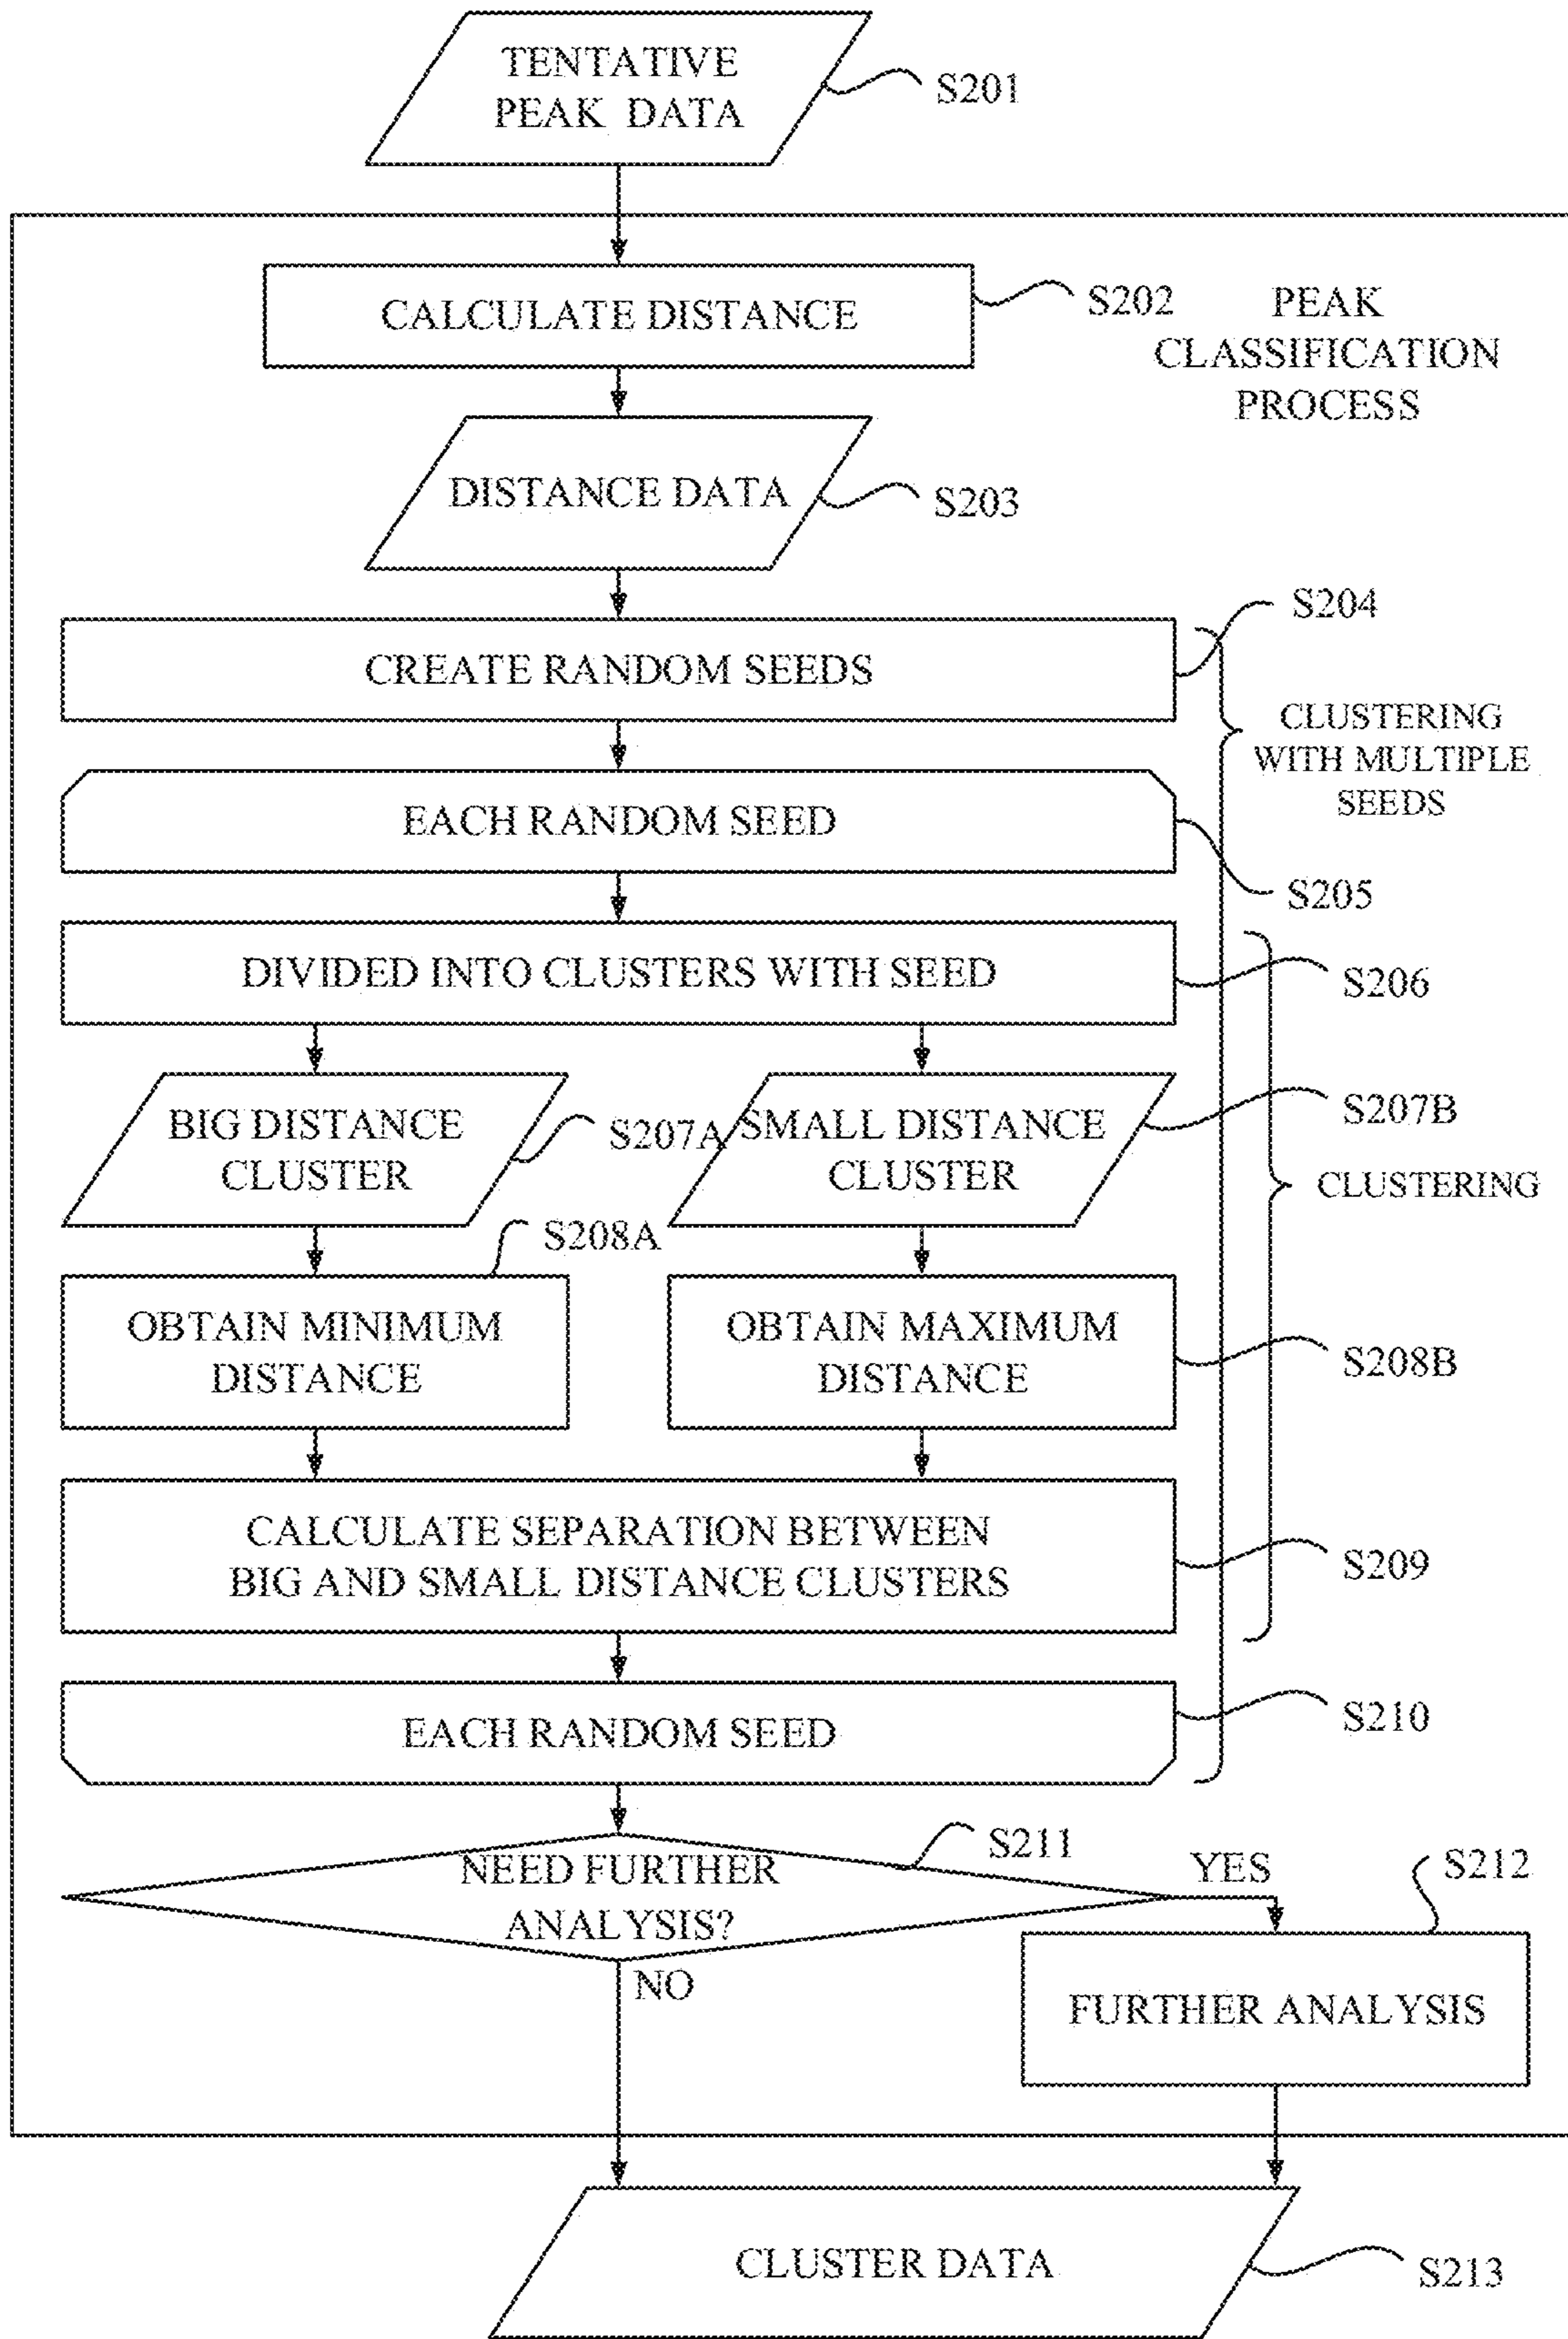 TENTATIVE
PEAK DATA
S201
CALCULATE DISTANCE
S202
PEAK
CLASSIFICATION
PROCESS
DISTANCE DATA
S203
CREATE RANDOM SEEDS
S204
CLUSTERING
WITH MULTIPLE
SEEDS
EACH RANDOM SEED
S205
DIVIDED INTO CLUSTERS WITH SEED
S206
BIG DISTANCE
CLUSTER
S207A
SMALL DISTANCE
CLUSTER
S207B
CLUSTERING
S208A
OBTAIN MINIMUM
DISTANCE
OBTAIN MAXIMUM
DISTANCE
S208B
CALCULATE SEPARATION BETWEEN
BIG AND SMALL DISTANCE CLUSTERS
S209
EACH RANDOM SEED
S210
NEED FURTHER
ANALYSIS?
S211
YES
S212
NO
FURTHER ANALYSIS
CLUSTER DATA
S213